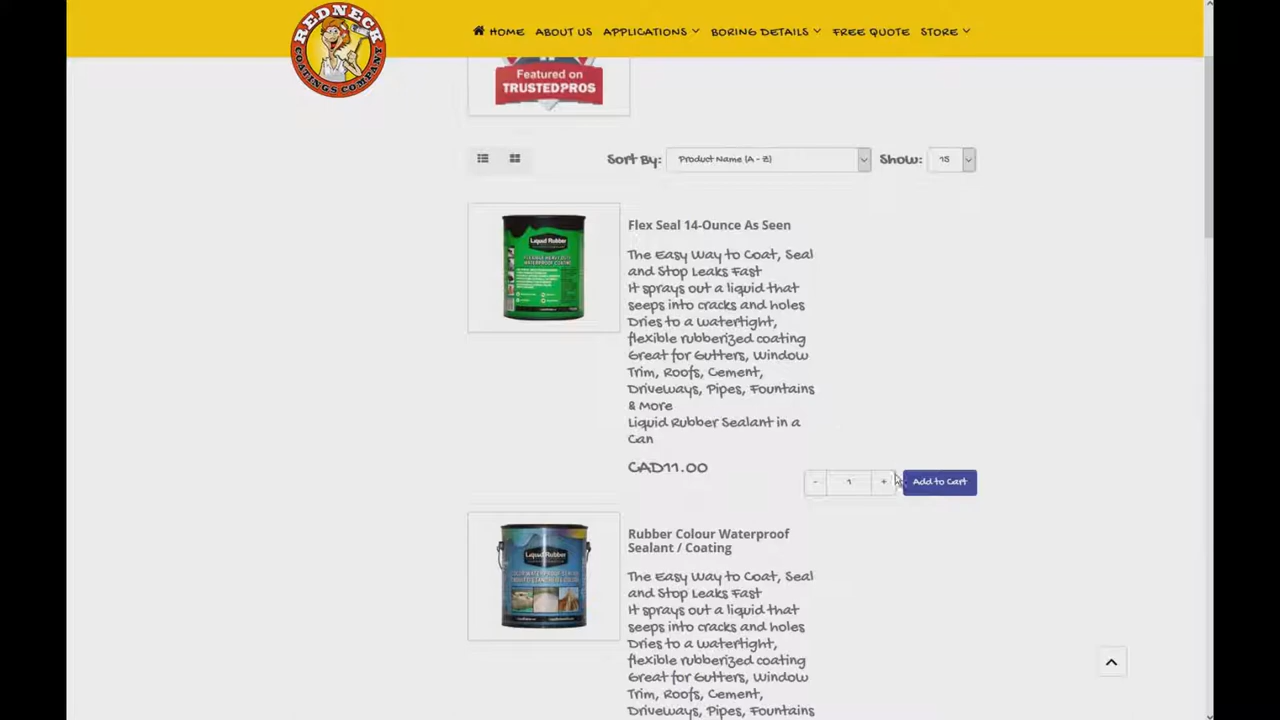 REDNECK
COATINGS COMPANY
HOME ABOUT US APPLICATIONS BORING DETAILS FREE QUOTE STORE
Featured on
TRUSTEDPROS
Sort By: Product Name (A - Z) Show: 15
Liquid Rubber
Flex Seal 14-Ounce As Seen
The Easy Way to Coat, Seal
and Stop Leaks Fast
It sprays out a liquid that
seeps into cracks and holes
Dries to a watertight,
flexible rubberized coating
Great for Gutters, Window
Trim, Roofs, Cement,
Driveways, Pipes, Fountains
& More
Liquid Rubber Sealant in a
Can
CAD11.00
- 1 + Add to Cart
Liquid Rubber
Rubber Colour Waterproof
Sealant / Coating
The Easy Way to Coat, Seal
and Stop Leaks Fast
It sprays out a liquid that
seeps into cracks and holes
Dries to a watertight,
flexible rubberized coating
Great for Gutters, Window
Trim, Roofs, Cement,
Driveways, Pipes, Fountains